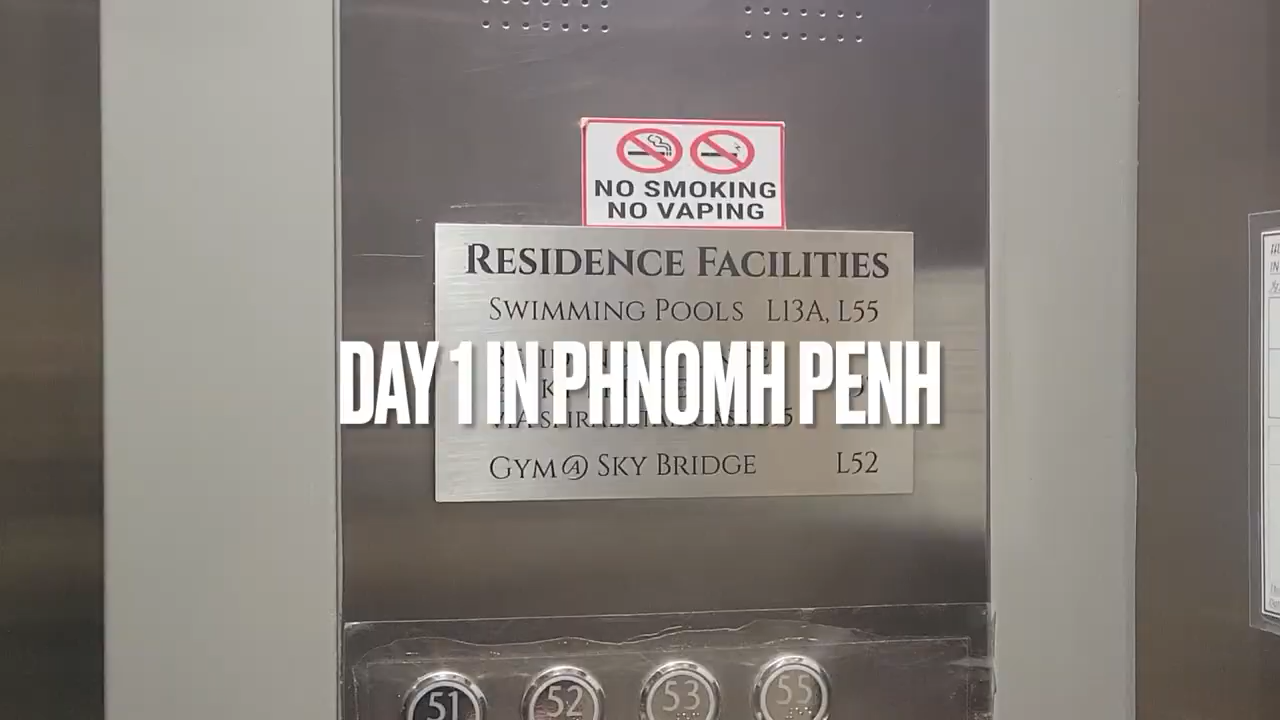 NO SMOKING
NO VAPING
RESIDENCE FACILITIES
SWIMMING POOLS L13A, L55
DAY 1 IN PHNOMH PENH
GYM @ SKY BRIDGE L52
51 52 53 55